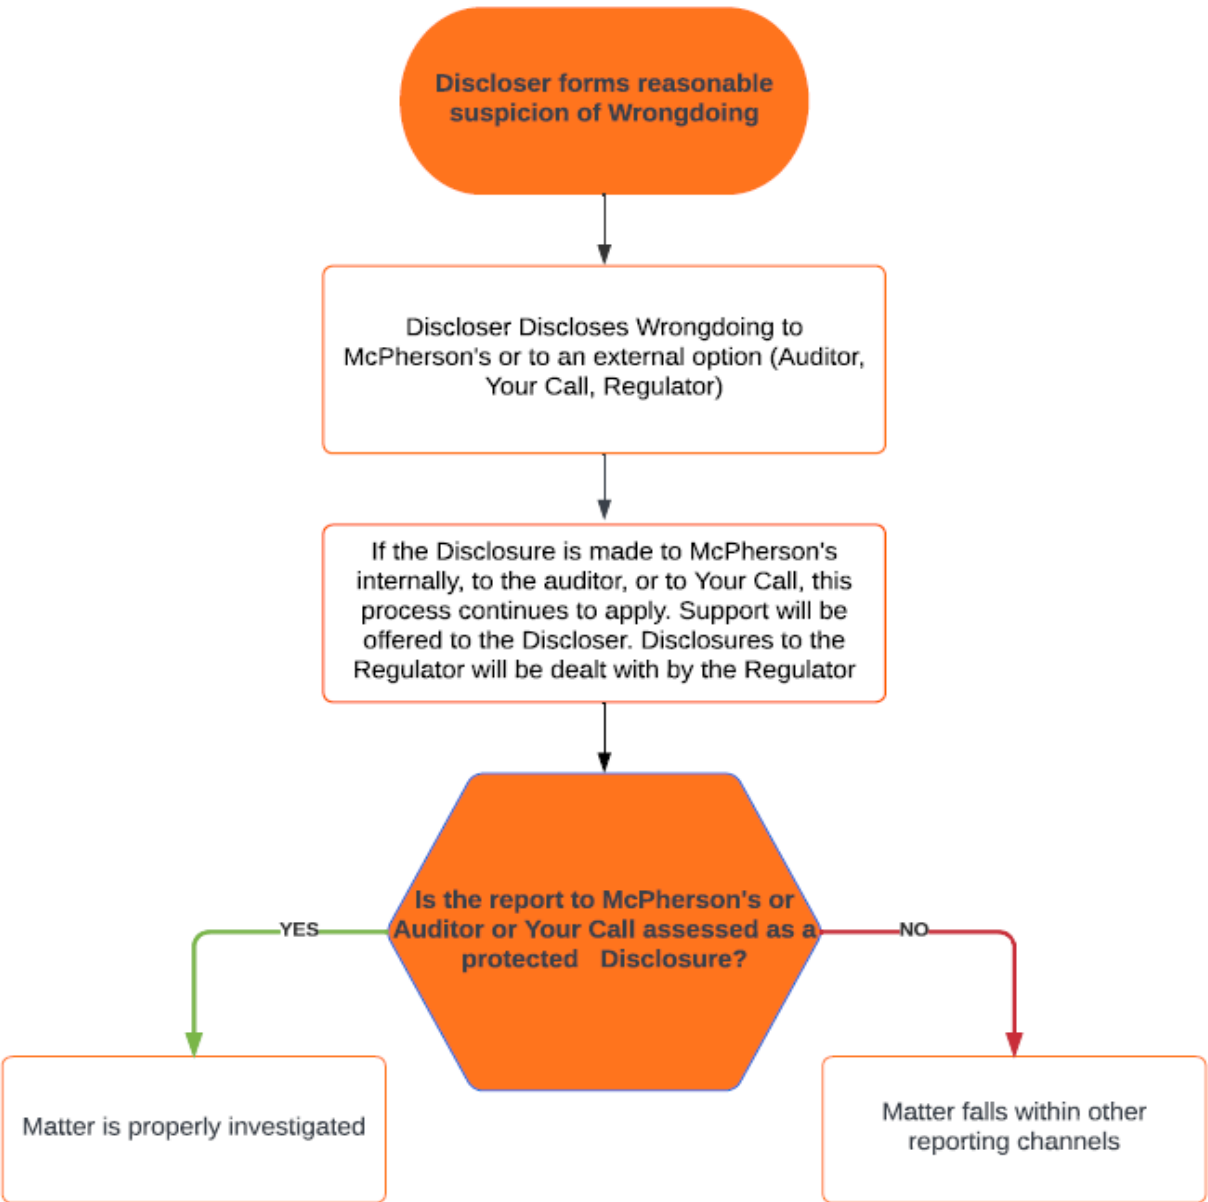 Discloser forms reasonable
suspicion of Wrongdoing
Discloser Discloses Wrongdoing to
McPherson's or to an external option (Auditor,
Your Call, Regulator)
If the Disclosure is made to McPherson's
internally, to the auditor, or to Your Call, this
process continues to apply. Support will be
offered to the Discloser. Disclosures to the
Regulator will be dealt with by the Regulator
Is the report to McPherson's or
Auditor or Your Call assessed as a
protected   Disclosure?
YES
NO
Matter is properly investigated
Matter falls within other
reporting channels